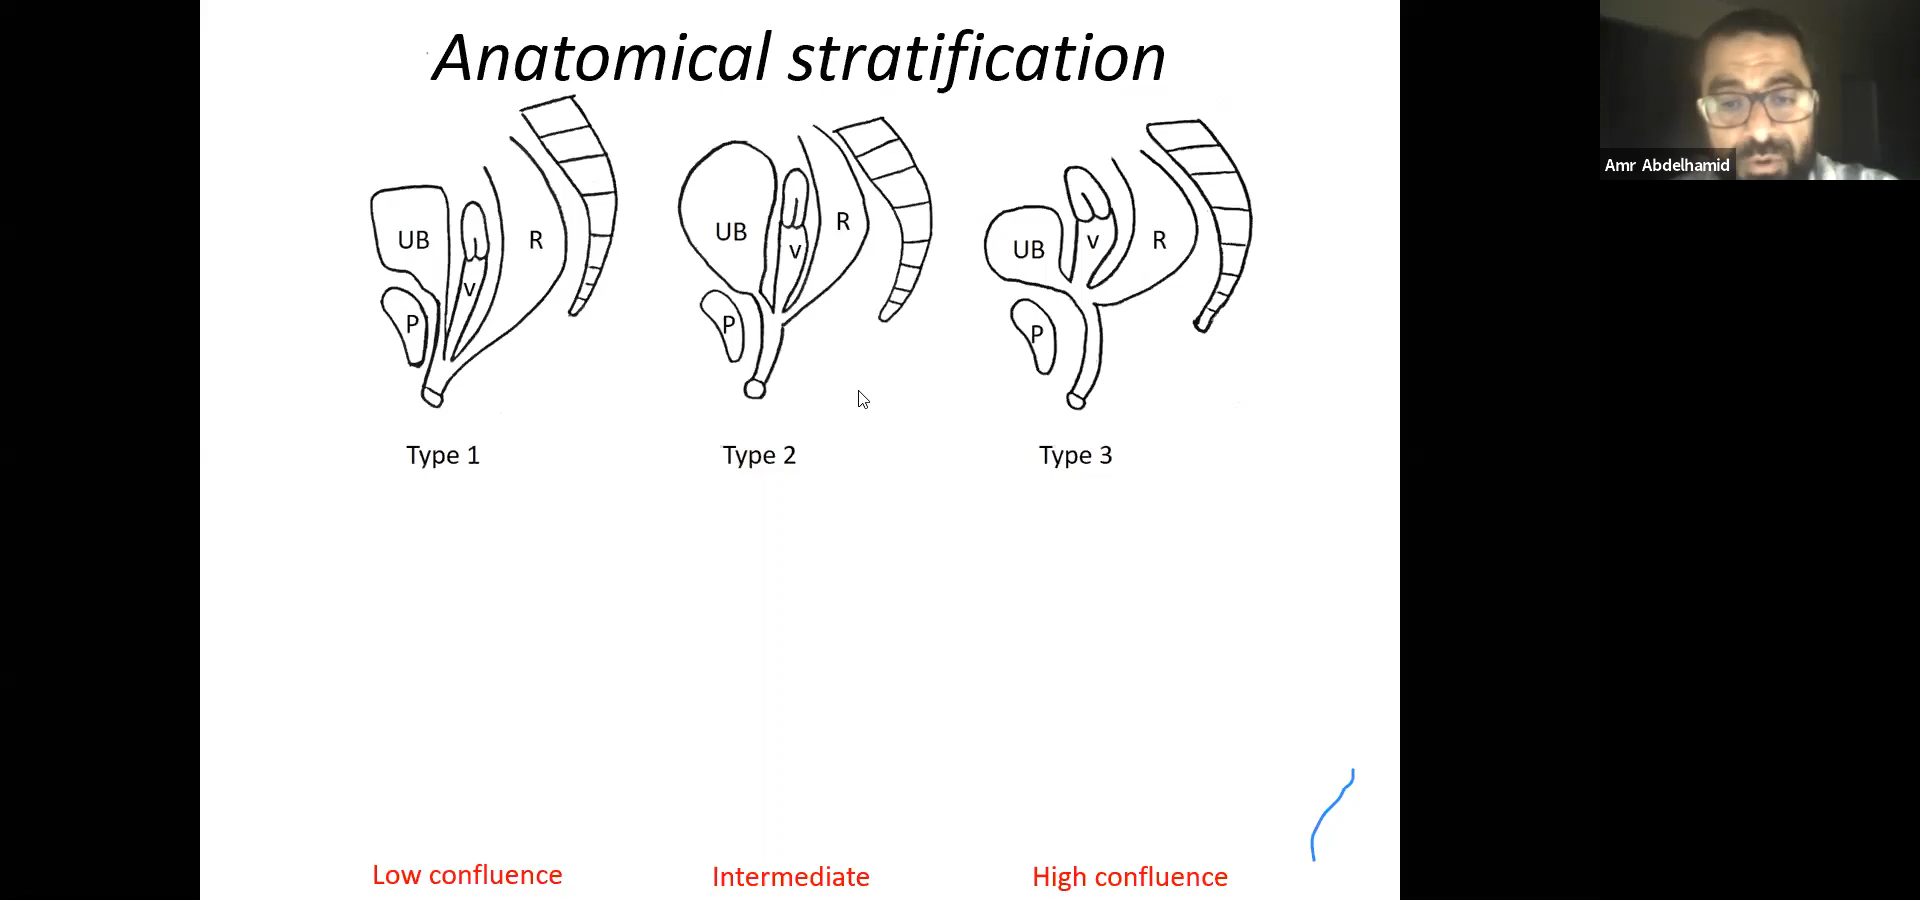 Anatomical stratification
UB
v
R
P
UB
v
R
P
UB
v
R
P
Type 1
Type 2
Type 3
Low confluence
Intermediate
High confluence
Amr Abdelhamid